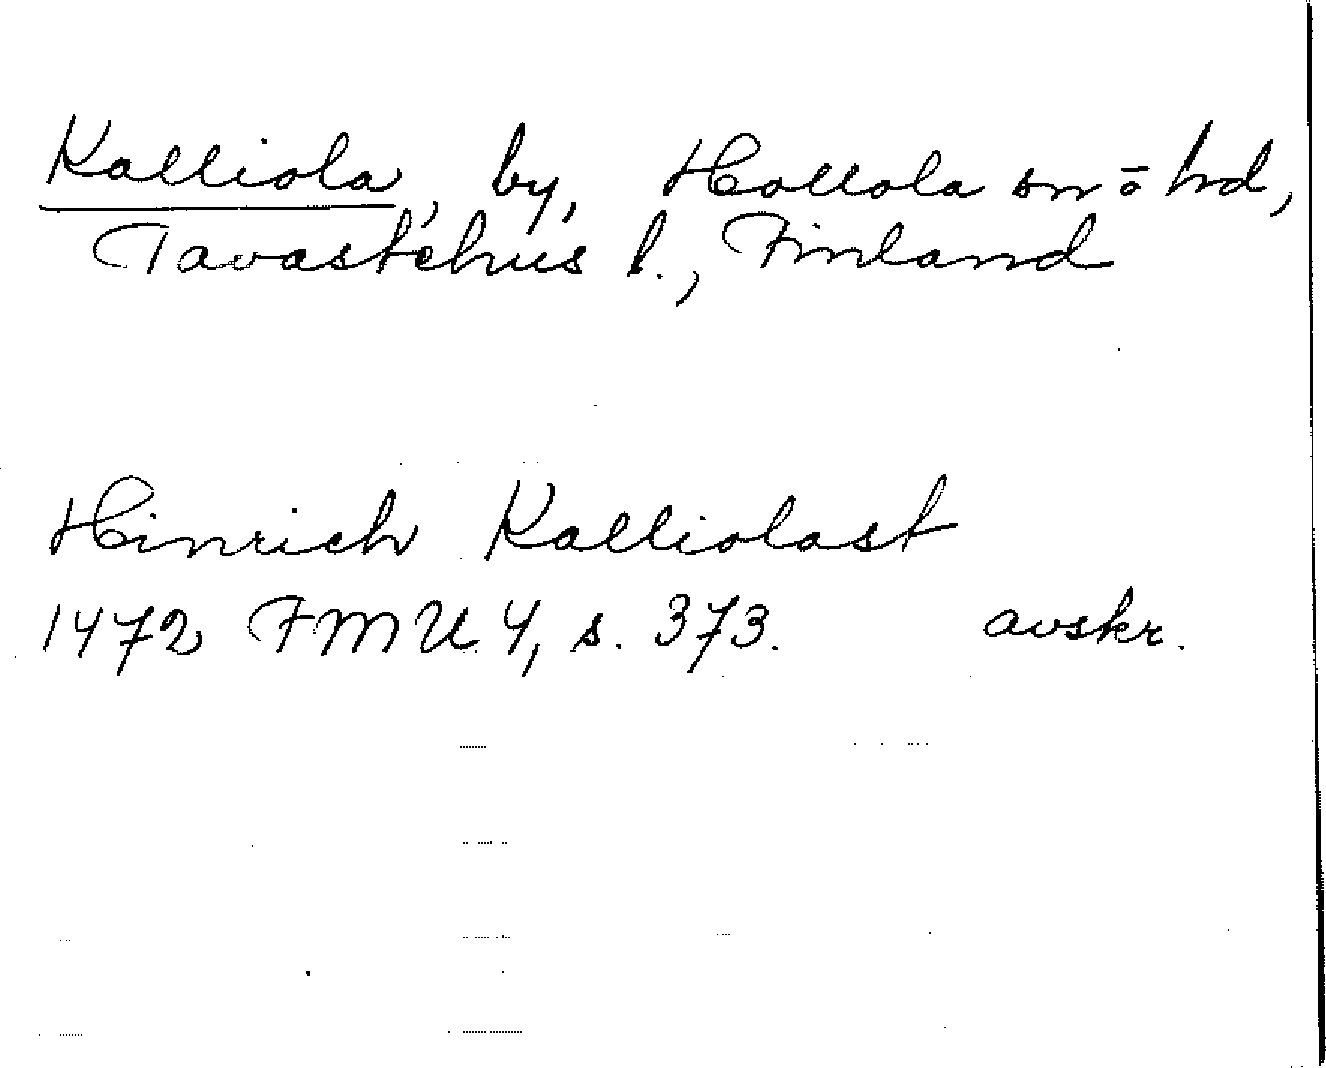 Kalliola, by, Hollola sn o hd,
Tavastehus l., Finland
Hinrich Kalliolast
1472 FMU 4, s. 373. avskr.